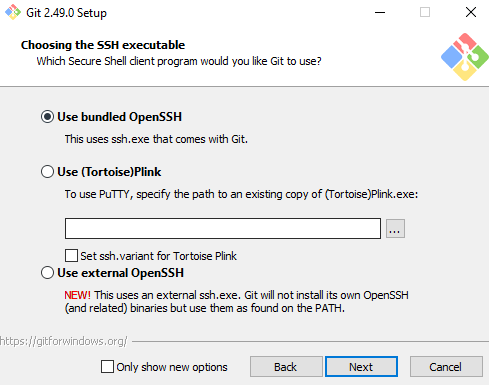 Git 2.49.0 Setup
Choosing the SSH executable
Which Secure Shell client program would you like Git to use?
Use bundled OpenSSH
This uses ssh.exe that comes with Git.
Use (Tortoise)Plink
To use PuTTY, specify the path to an existing copy of (Tortoise)Plink.exe:
...
Set ssh.variant for Tortoise Plink
Use external OpenSSH
NEW! This uses an external ssh.exe. Git will not install its own OpenSSH
(and related) binaries but use them as found on the PATH.
https://gitforwindows.org/
Only show new options
Back
Next
Cancel